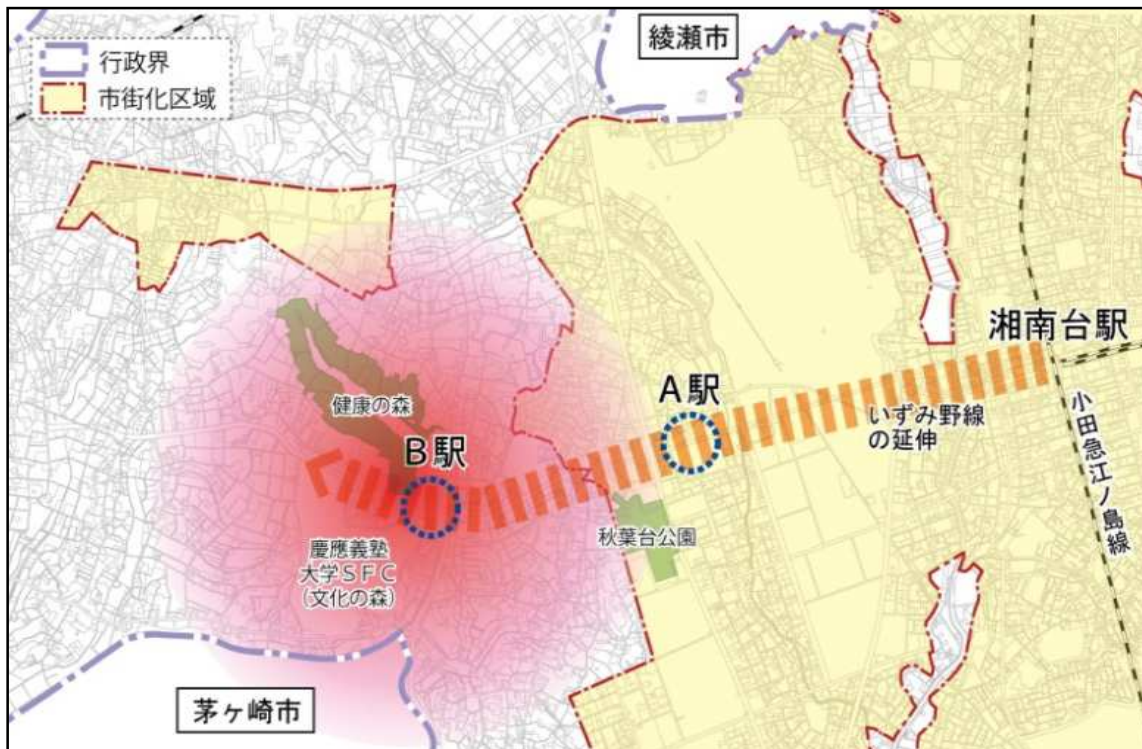 行政界
市街化区域
綾瀬市
湘南台駅
A駅
いずみ野線
の延伸
小田急江ノ島線
健康の森
B駅
秋葉台公園
慶應義塾
大学SFC
(文化の森)
茅ヶ崎市